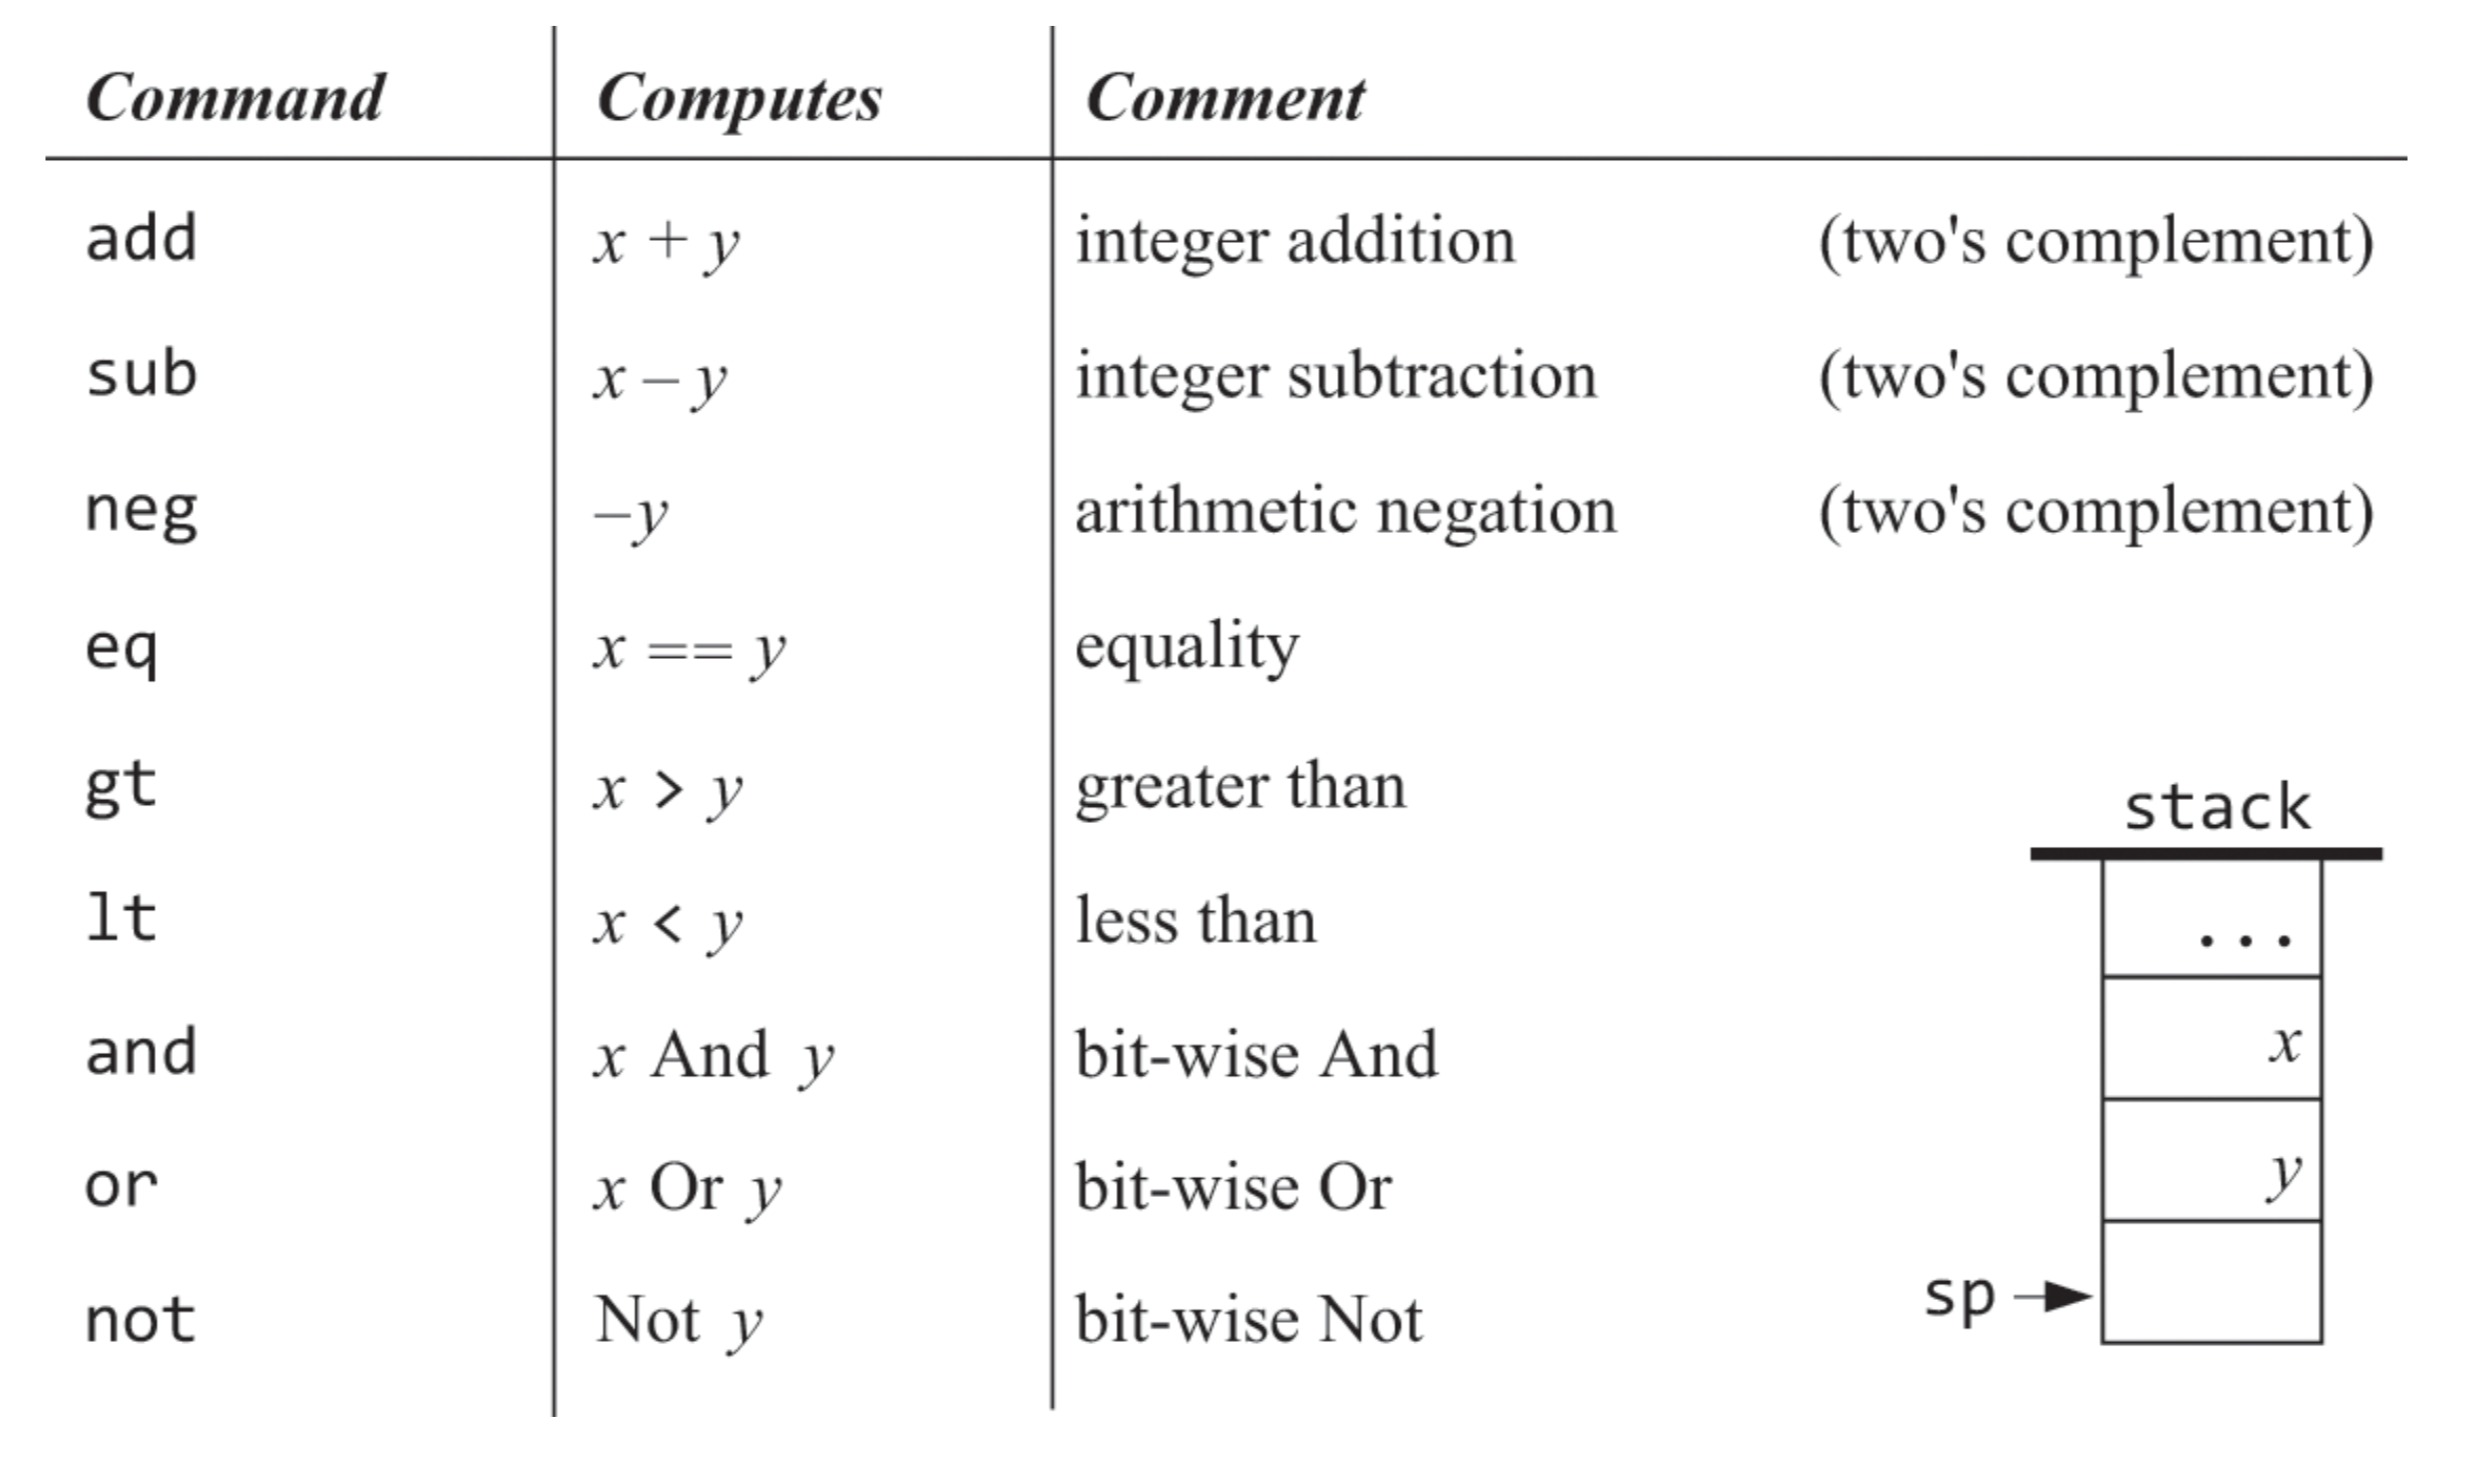 Command Computes Comment
add x + y integer addition (two's complement)
sub x – y integer subtraction (two's complement)
neg –y arithmetic negation (two's complement)
eq x == y equality
gt x > y greater than
lt x < y less than
and x And y bit-wise And
or x Or y bit-wise Or
not Not y bit-wise Not
stack
...
x
y
sp